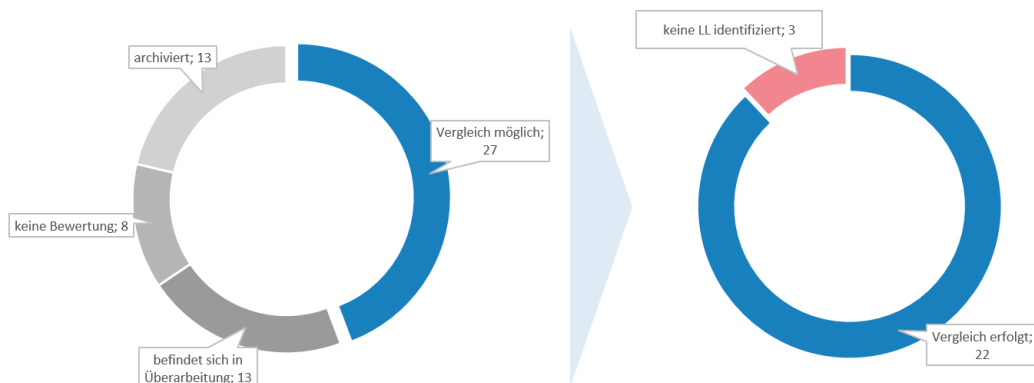 archiviert; 13
Vergleich möglich;
27
keine Bewertung; 8
befindet sich in
Überarbeitung; 13
keine LL identifiziert; 3
Vergleich erfolgt;
22